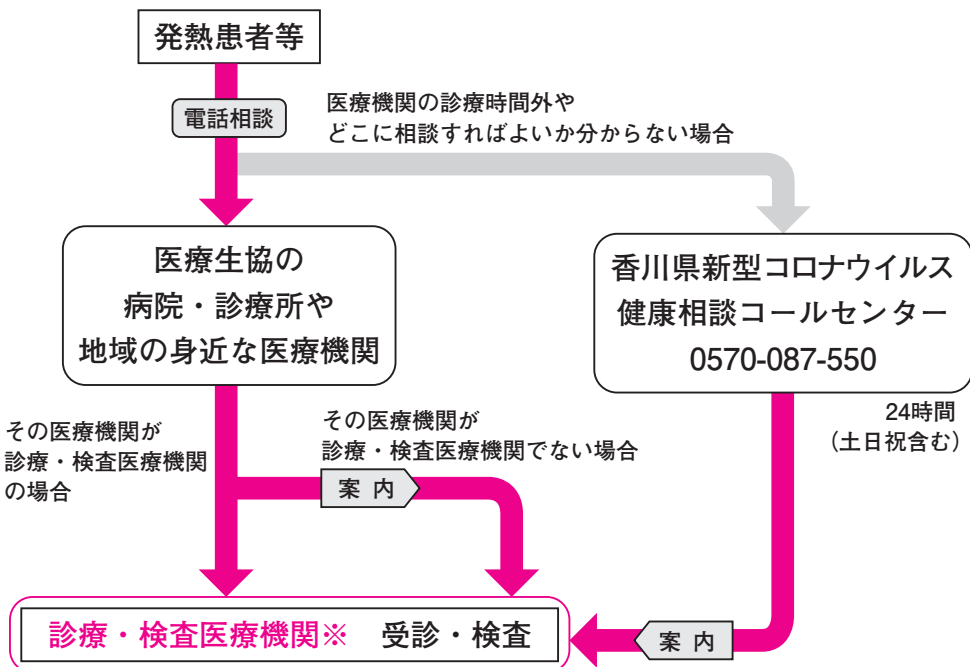 発熱患者等
電話相談
医療機関の診療時間外や
どこに相談すればよいか分からない場合
医療生協の
病院・診療所や
地域の身近な医療機関
香川県新型コロナウイルス
健康相談コールセンター
0570-087-550
24時間
（土日祝含む）
その医療機関が
診療・検査医療機関
の場合
その医療機関が
診療・検査医療機関でない場合
案 内
診療・検査医療機関※　受診・検査
案 内